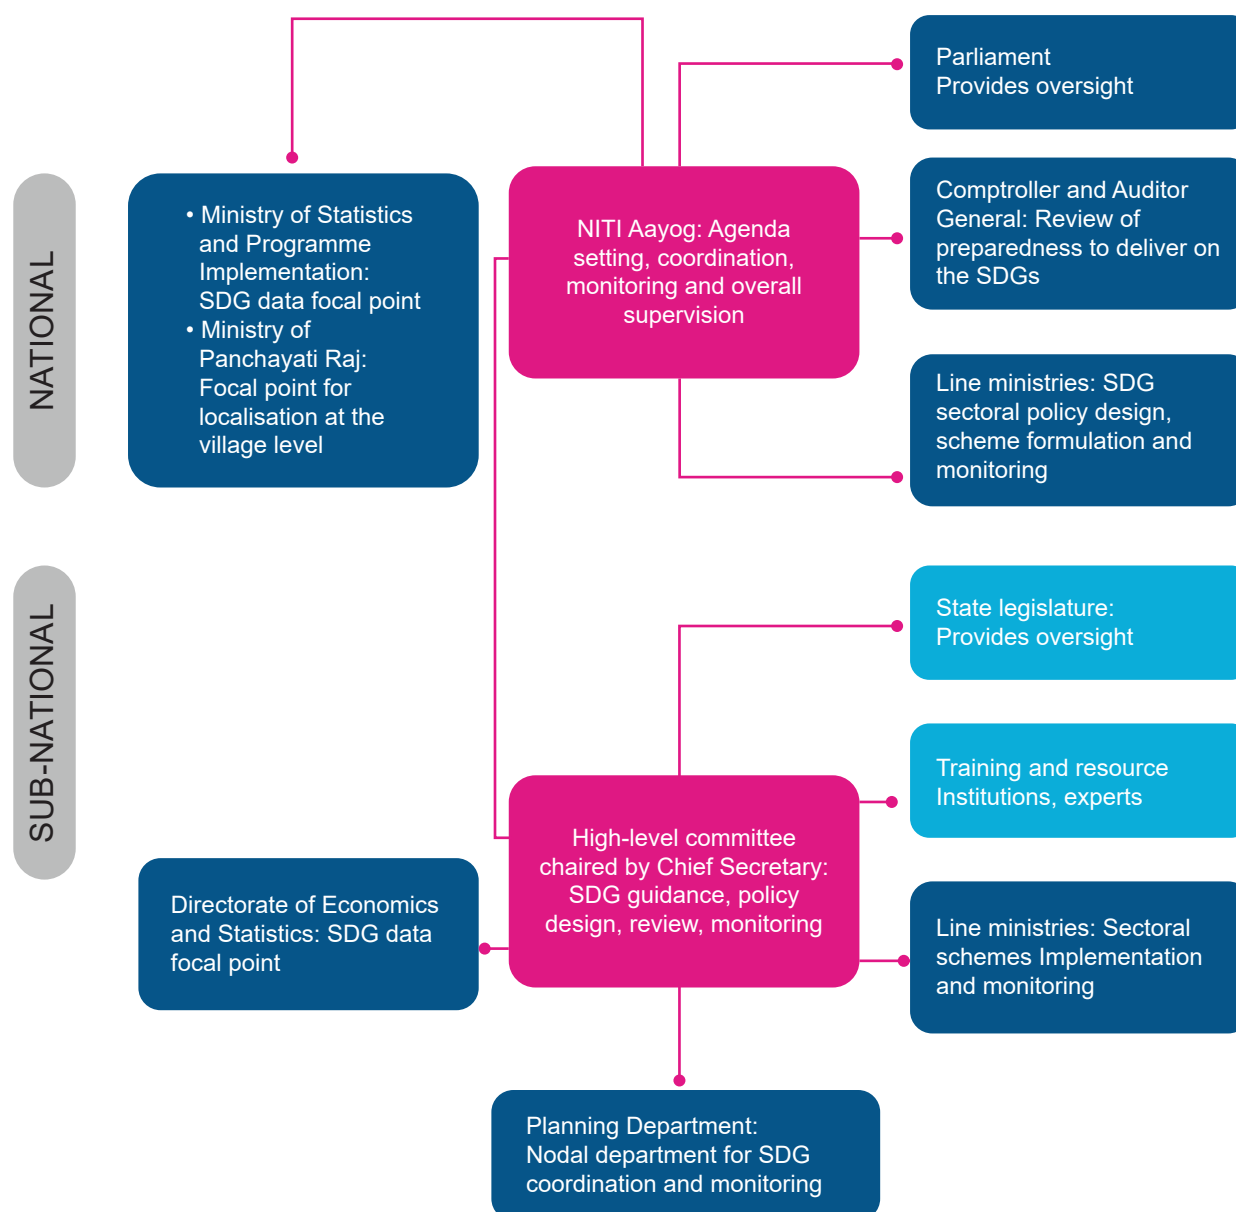 NATIONAL
• Ministry of Statistics
and Programme
Implementation:
SDG data focal point
• Ministry of
Panchayati Raj:
Focal point for
localisation at the
village level
NITI Aayog: Agenda
setting, coordination,
monitoring and overall
supervision
Parliament
Provides oversight
Comptroller and Auditor
General: Review of
preparedness to deliver on
the SDGs
Line ministries: SDG
sectoral policy design,
scheme formulation and
monitoring
SUB-NATIONAL
State legislature:
Provides oversight
Training and resource
Institutions, experts
High-level committee
chaired by Chief Secretary:
SDG guidance, policy
design, review, monitoring
Directorate of Economics
and Statistics: SDG data
focal point
Line ministries: Sectoral
schemes Implementation
and monitoring
Planning Department:
Nodal department for SDG
coordination and monitoring